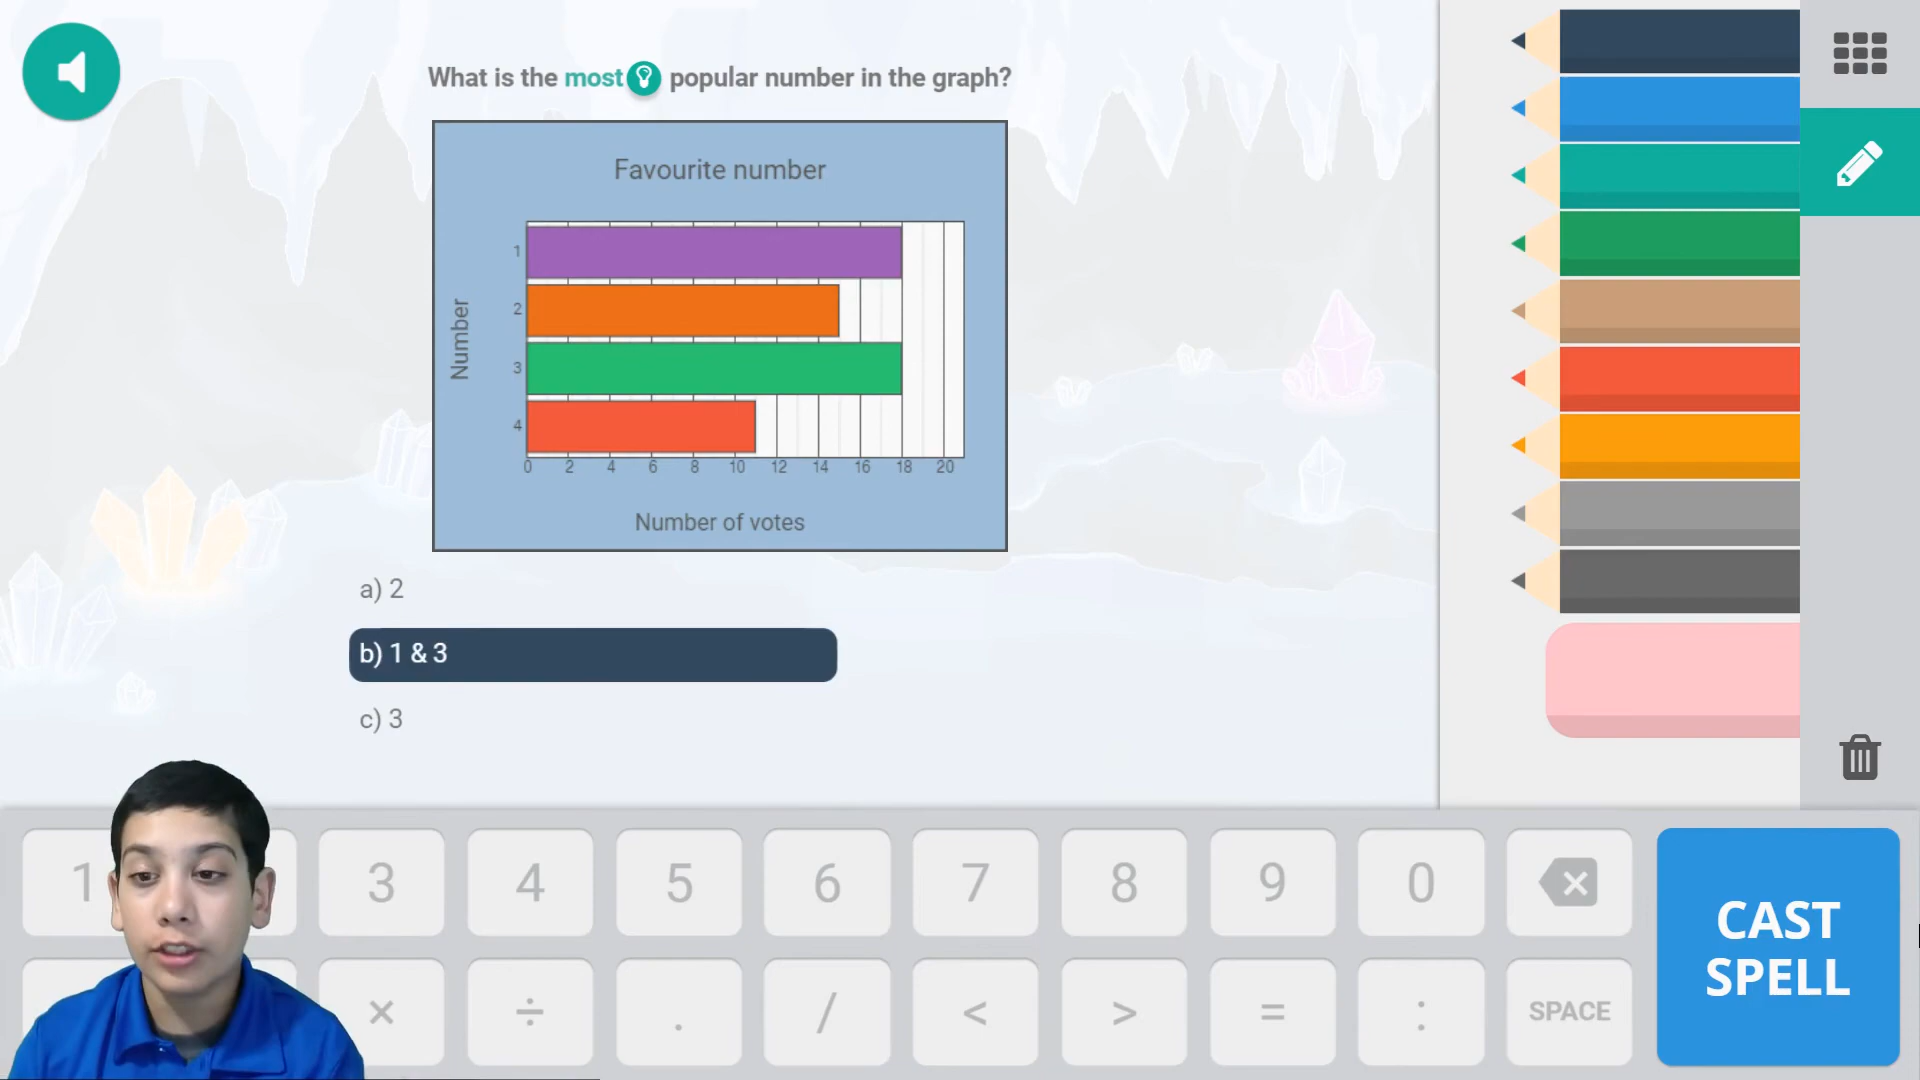 What is the most popular number in the graph?
Favourite number
Number
1
2
3
4
0 2 4 6 8 10 12 14 16 18 20
Number of votes
a) 2
b) 1 & 3
c) 3
1 3 4 5 6 7 8 9 0
× ÷ . / < > = : SPACE
CAST
SPELL